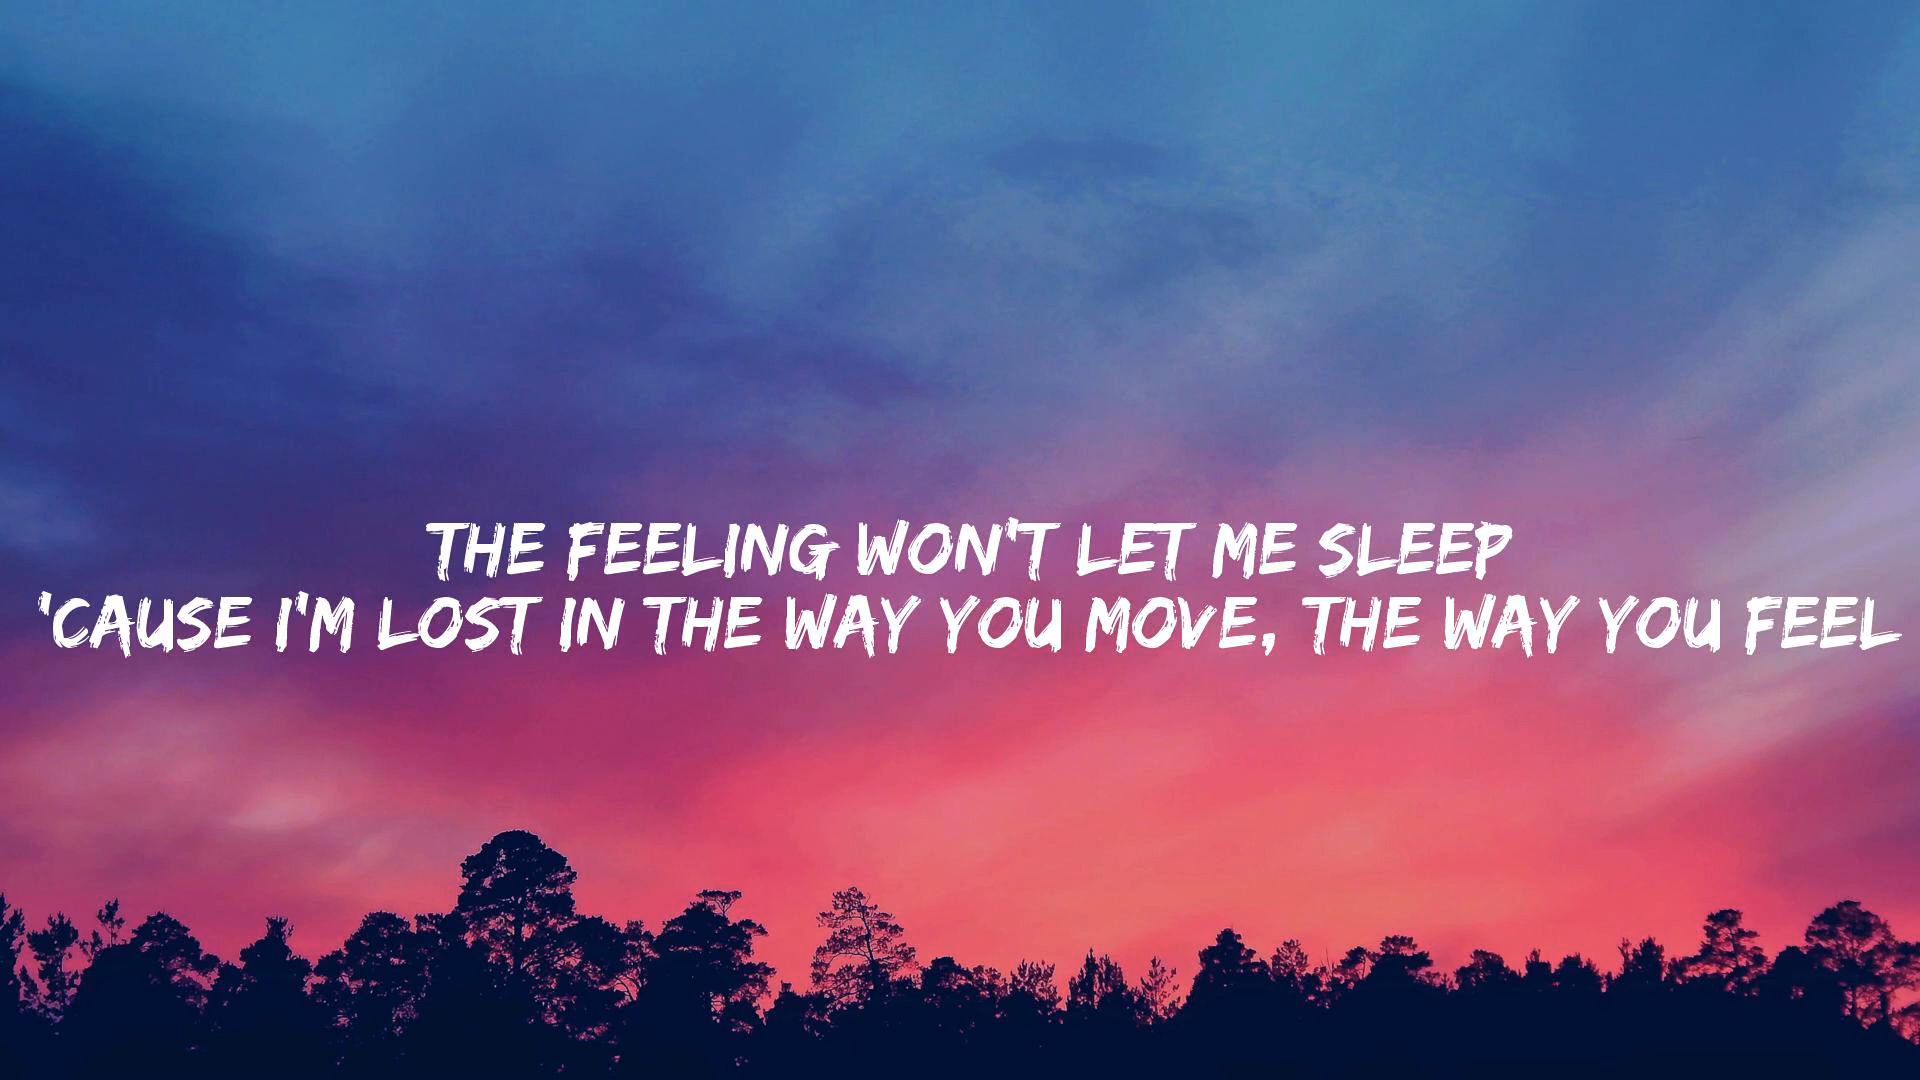 THE FEELING WON'T LET ME SLEEP
'CAUSE I'M LOST IN THE WAY YOU MOVE, THE WAY YOU FEEL